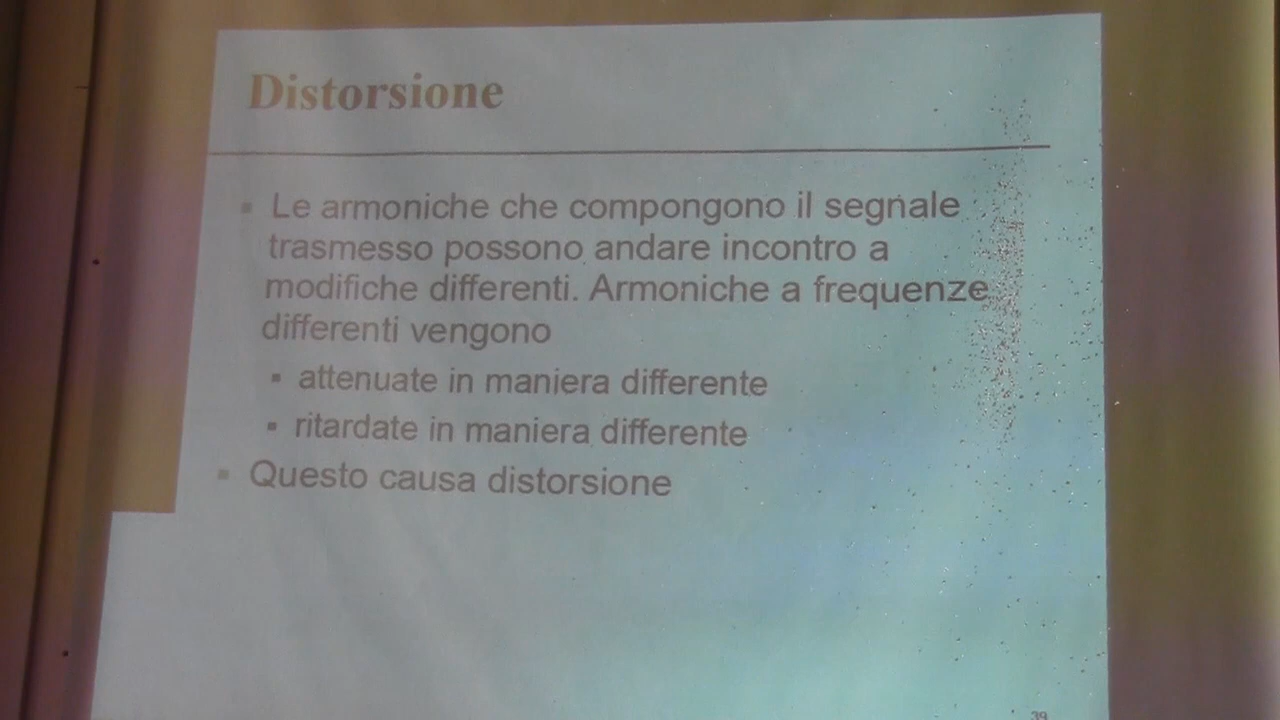 Distorsione
▪ Le armoniche che compongono il segnale
trasmesso possono andare incontro a
modifiche differenti. Armoniche a frequenze
differenti vengono
▪ attenuate in maniera differente
▪ ritardate in maniera differente
▪ Questo causa distorsione
39